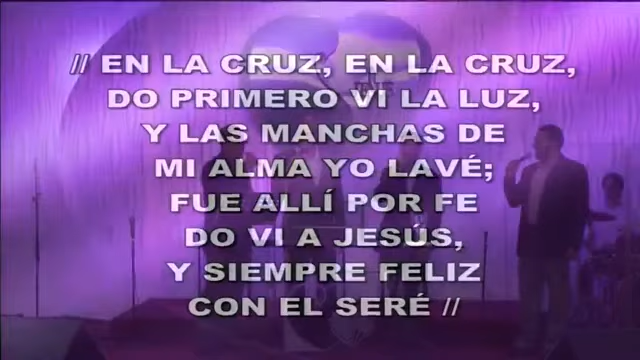 // EN LA CRUZ, EN LA CRUZ,
DO PRIMERO VI LA LUZ,
Y LAS MANCHAS DE
MI ALMA YO LAVÉ;
FUE ALLÍ POR FE
DO VI A JESÚS,
Y SIEMPRE FELIZ
CON EL SERÉ //